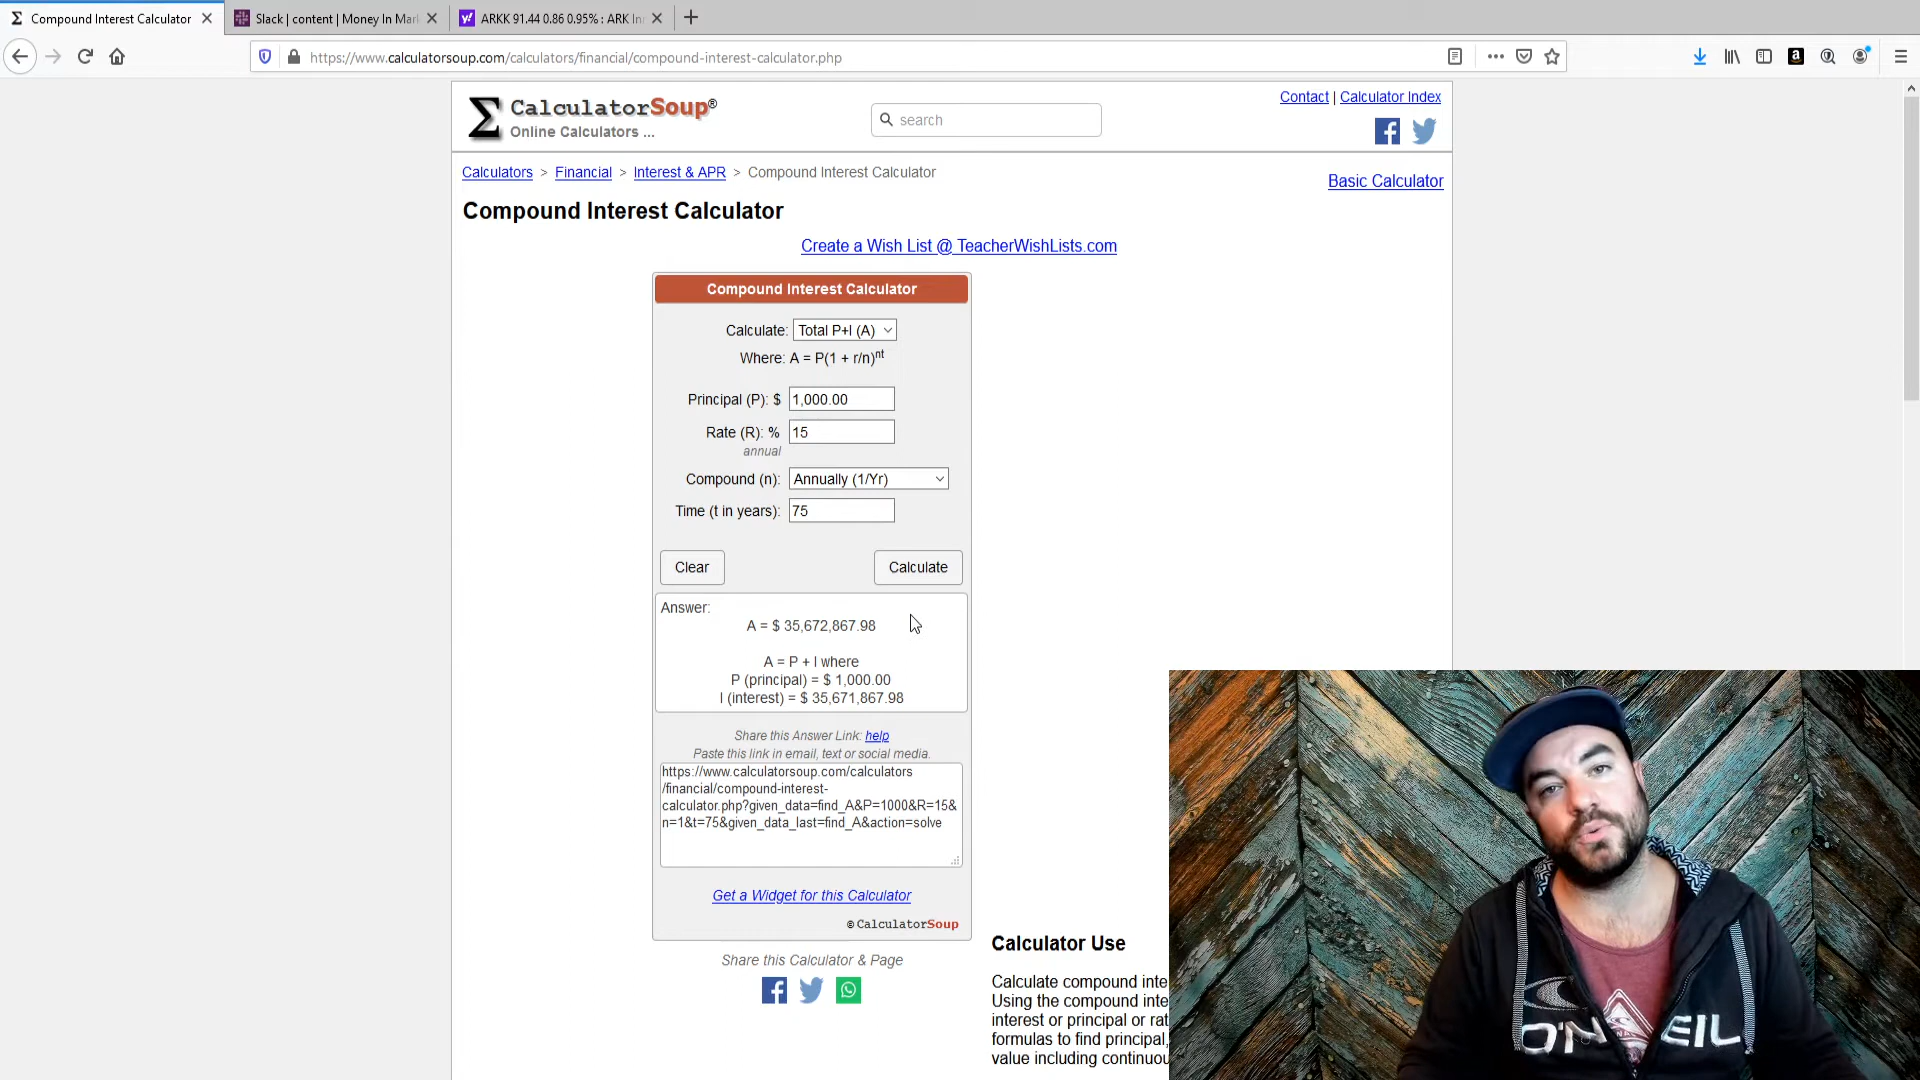 Compound Interest Calculator
Slack | content | Money In Mar
ARKK 91.44 0.86 0.95% : ARK In
https://www.calculatorsoup.com/calculators/financial/compound-interest-calculator.php
CalculatorSoup®
Online Calculators ...
search
Contact | Calculator Index
Calculators > Financial > Interest & APR > Compound Interest Calculator
Basic Calculator
Compound Interest Calculator
Create a Wish List @ TeacherWishLists.com
Compound Interest Calculator
Calculate: Total P+I (A)
Where: A = P(1 + r/n)^nt
Principal (P): $ 1,000.00
Rate (R): % 15
annual
Compound (n): Annually (1/Yr)
Time (t in years): 75
Clear
Calculate
Answer:
A = $ 35,672,867.98
A = P + I where
P (principal) = $ 1,000.00
I (interest) = $ 35,671,867.98
Share this Answer Link: help
Paste this link in email, text or social media.
https://www.calculatorsoup.com/calculators
/financial/compound-interest-
calculator.php?given_data=find_A&P=1000&R=15&
n=1&t=75&given_data_last=find_A&action=solve
Get a Widget for this Calculator
© CalculatorSoup
Share this Calculator & Page
Calculator Use
Calculate compound inte
Using the compound inte
interest or principal or rat
formulas to find principal,
value including continuou
O'NEILL